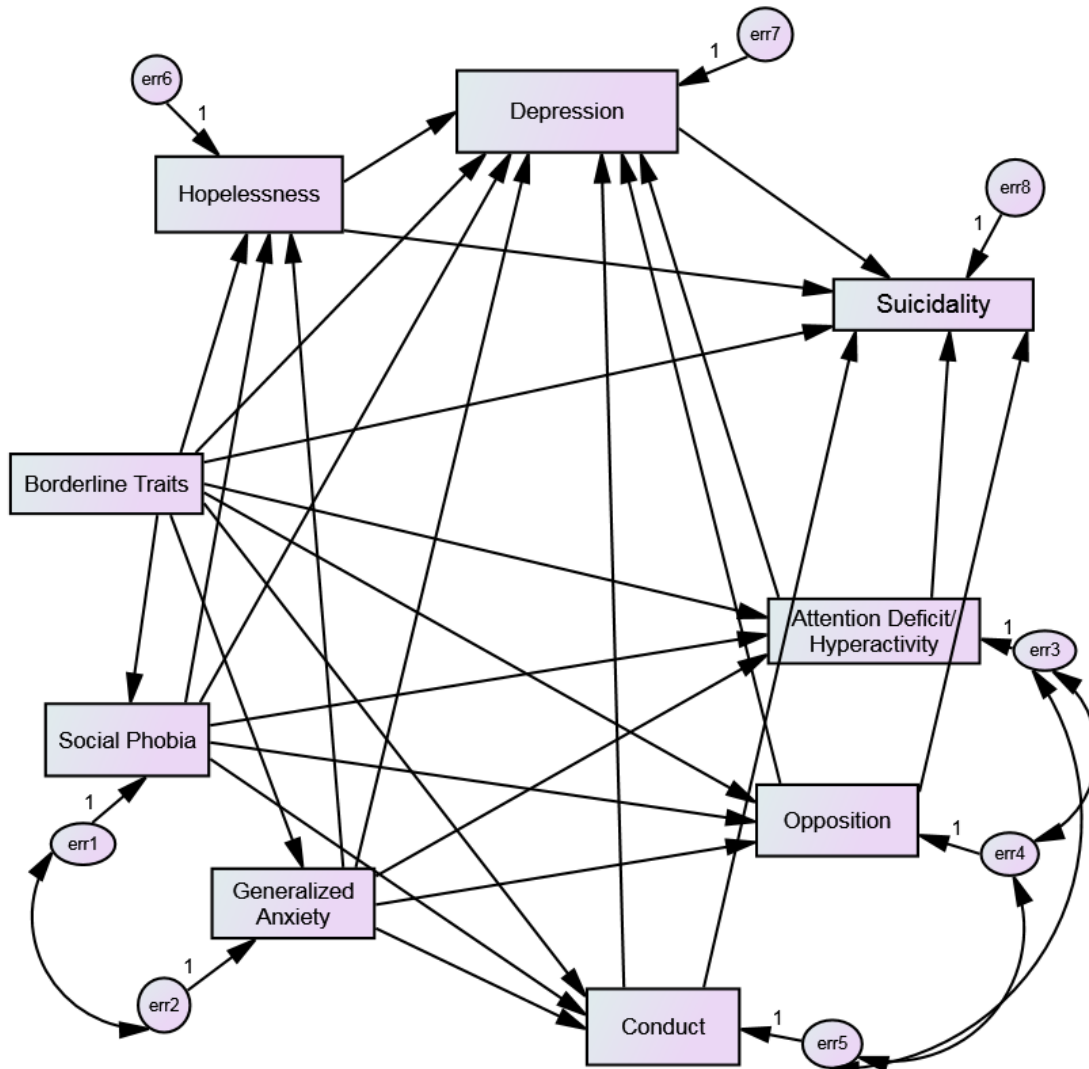 err7
1
Depression
err6
1
Hopelessness
err8
1
Suicidality
Borderline Traits
Attention Deficit/
Hyperactivity
1
err3
Social Phobia
1
err1
Opposition
1
err4
Generalized
Anxiety
1
err2
Conduct
1
err5